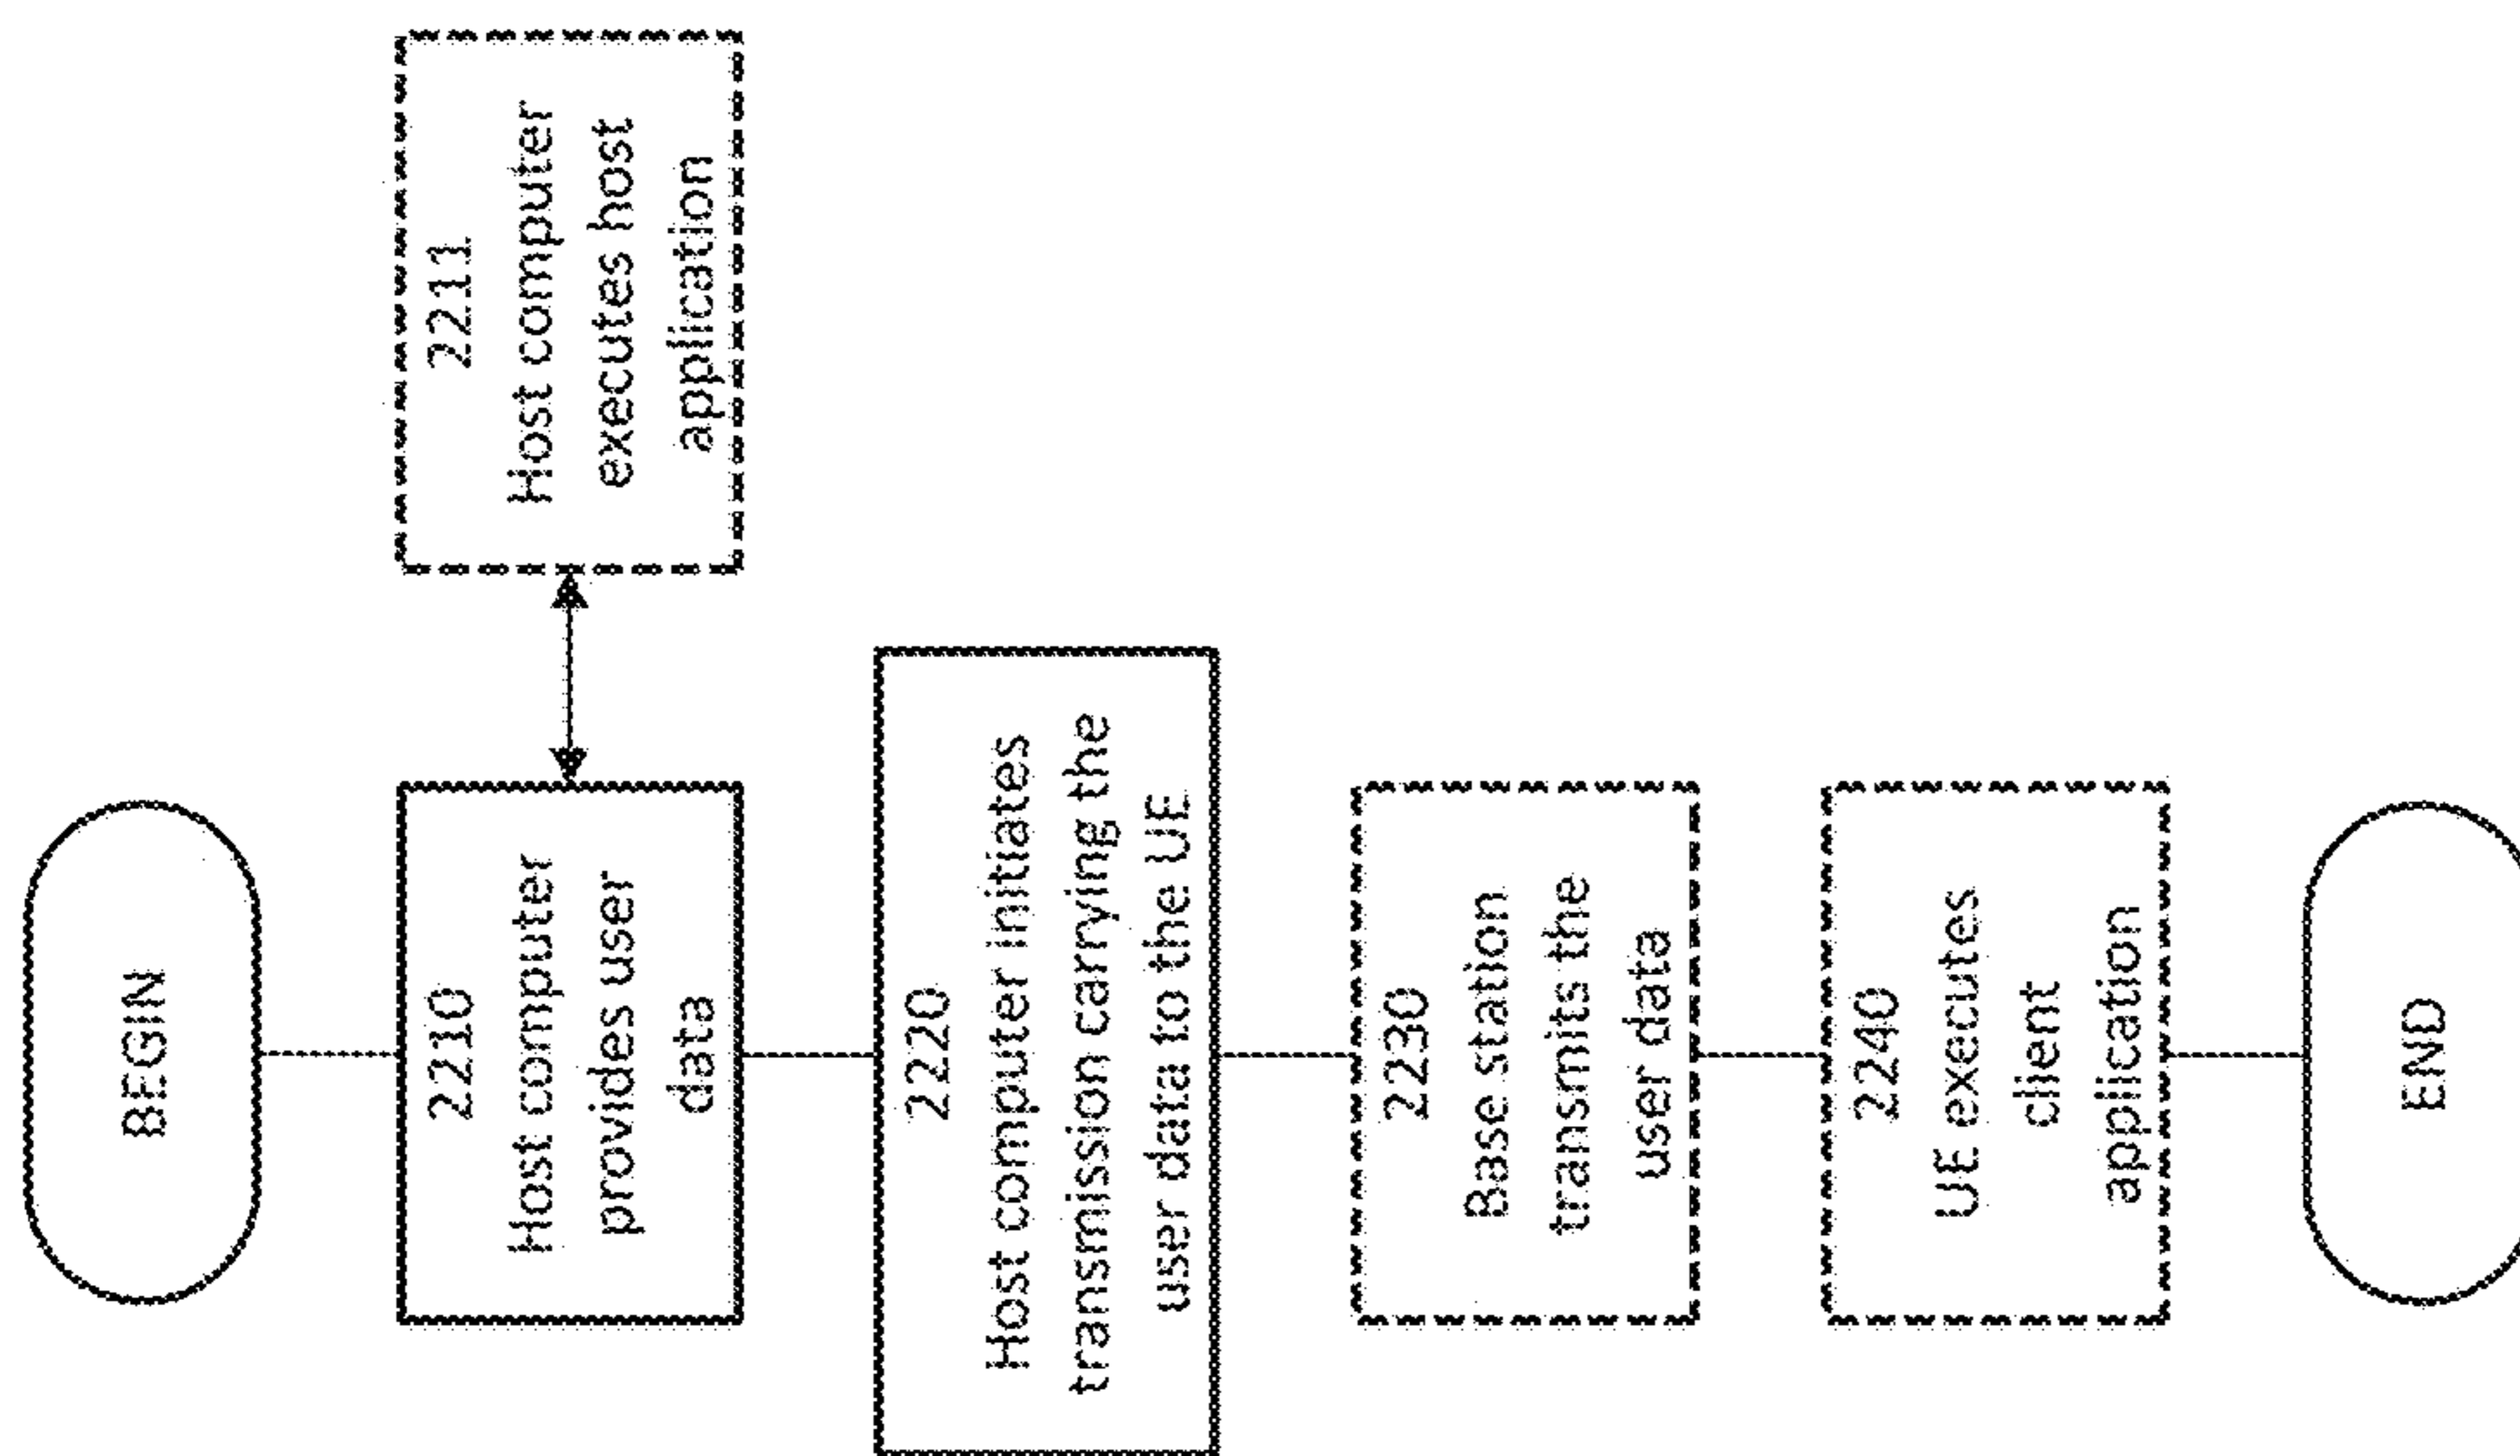 BEGIN
2210
Host computer
provides user
data
2211
Host computer
executes host
application
2220
Host computer initiates
transmission carrying the
user data to the UE
2230
Base station
transmits the
user data
2240
UE executes
client
application
END